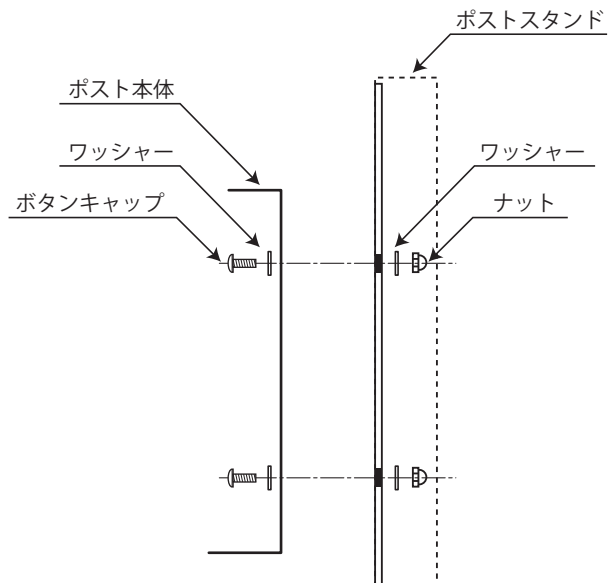 ポストスタンド
ポスト本体
ワッシャー
ワッシャー
ボタンキャップ
ナット